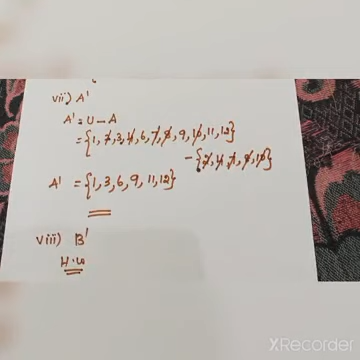 vii) A'
A' = U - A
= {1, 2, 3, 4, 6, 7, 8, 9, 10, 11, 12}
- {2, 4, 7, 8, 10}
A' = {1, 3, 6, 9, 11, 12}
viii) B'
H.W
XRecorder